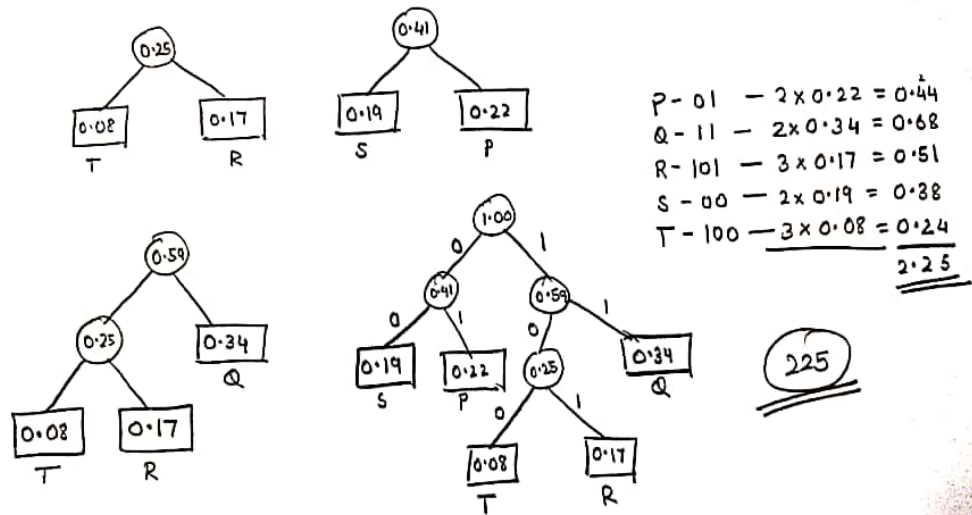 0.25
0.08
0.17
T
R
0.41
0.19
0.22
S
P
P - 01 — 2 x 0.22 = 0.44
2
Q - 11 — 2 x 0.34 = 0.68
R - 101 — 3 x 0.17 = 0.51
S - 00 — 2 x 0.19 = 0.38
T - 100 — 3 x 0.08 = 0.24
2.25
0.59
0.25
0.34
Q
0.08
0.17
T
R
1.00
0 1
0.41
0.59
0 1 0 1
0.19
0.22
0.25
0.34
S
P
Q
0 1
0.08
0.17
T
R
225